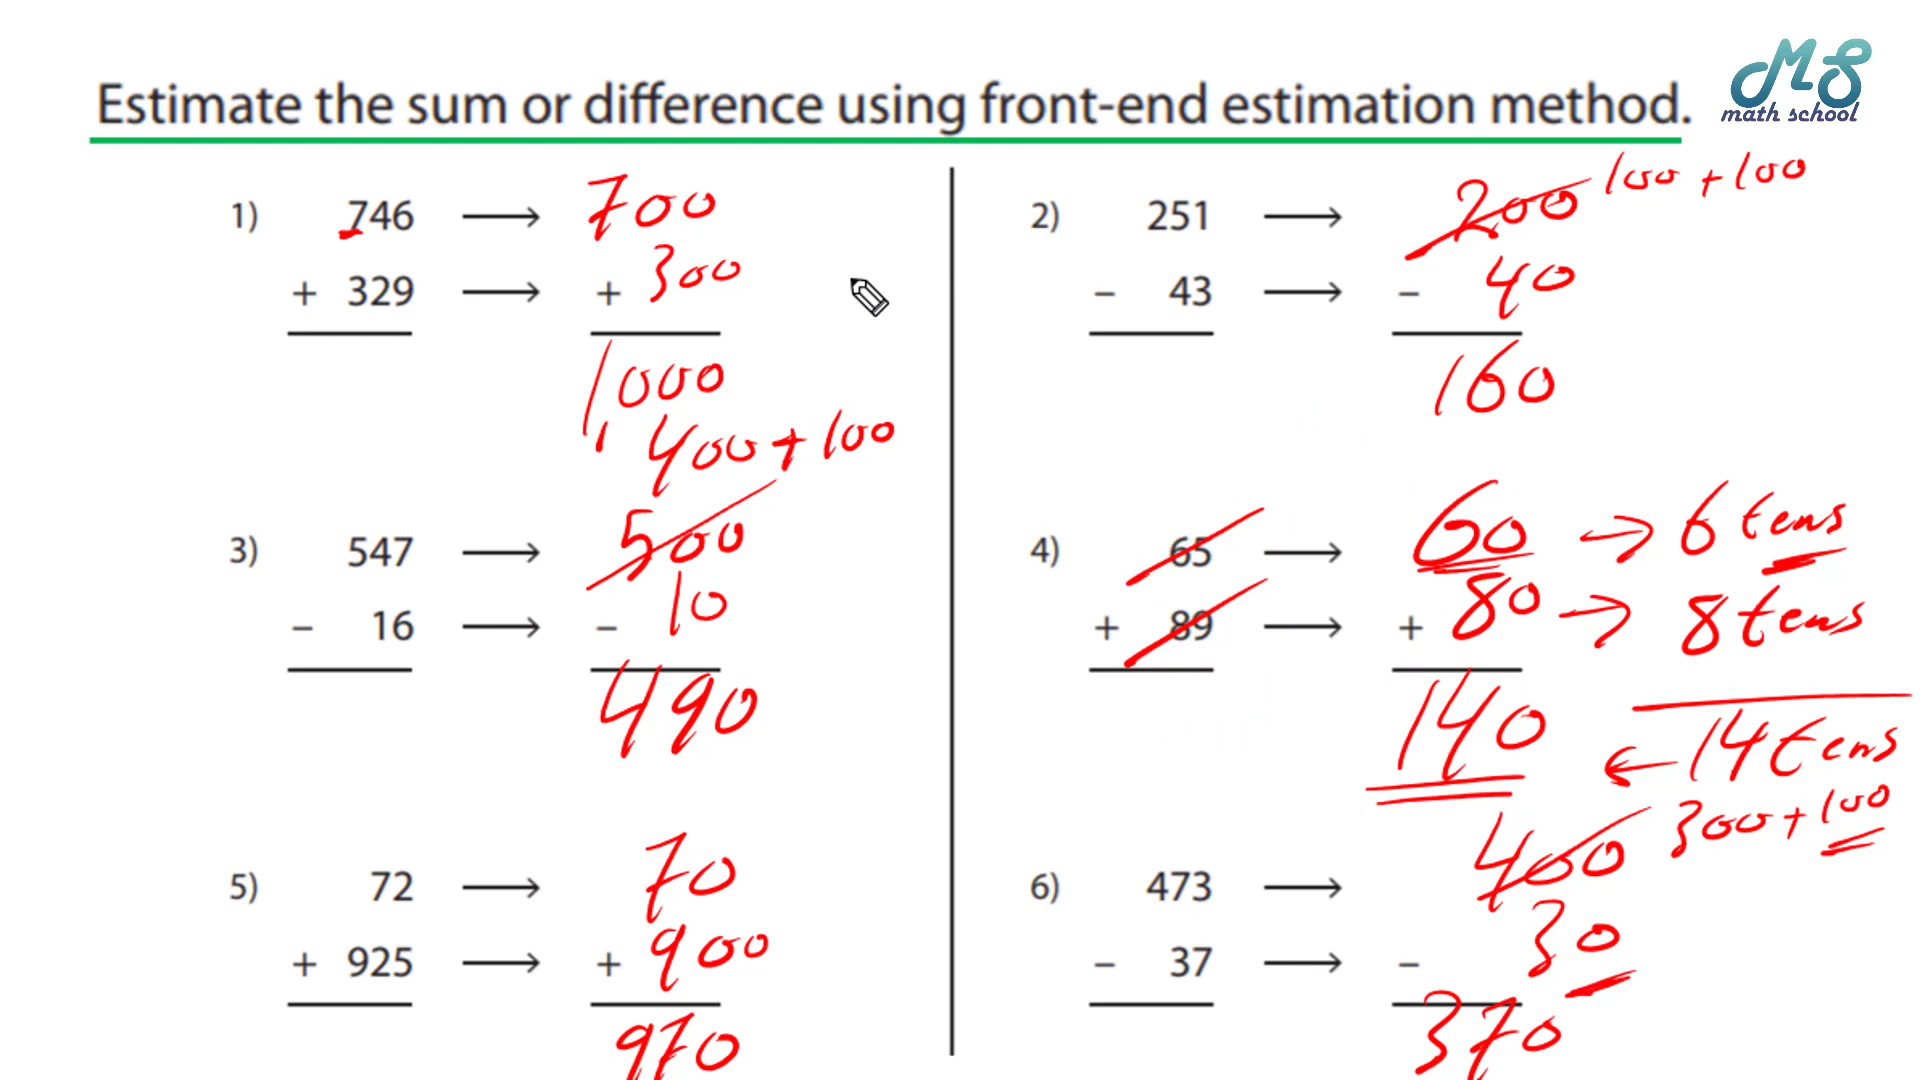 MS
math school
Estimate the sum or difference using front-end estimation method.
1) 746 → 700
+ 329 → + 300
1000
2) 251 → 200 100 + 100
− 43 → − 40
160
400 + 100
3) 547 → 500
− 16 → − 10
490
4) 65 → 60 → 6 tens
+ 89 → + 80 → 8 tens
140 ← 14 tens
5) 72 → 70
+ 925 → + 900
970
300 + 100
6) 473 → 400
− 37 → − 30
370